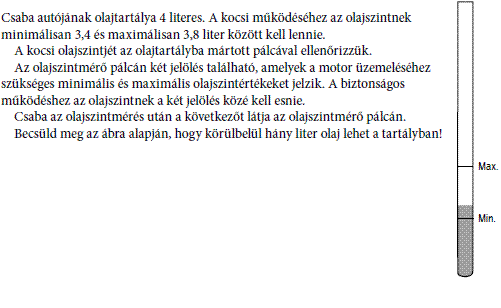 Csaba autójának olajtartálya 4 literes. A kocsi működéséhez az olajszintnek
minimálisan 3,4 és maximálisan 3,8 liter között kell lennie.
A kocsi olajszintjét az olajtartályba mártott pálcával ellenőrizzük.
Az olajszintmérő pálcán két jelölés található, amelyek a motor üzemeléséhez
szükséges minimális és maximális olajszintértékeket jelzik. A biztonságos
működéshez az olajszintnek a két jelölés közé kell esnie.
Csaba az olajszintmérés után a következőt látja az olajszintmérő pálcán.
Becsüld meg az ábra alapján, hogy körülbelül hány liter olaj lehet a tartályban!
Max.
Min.